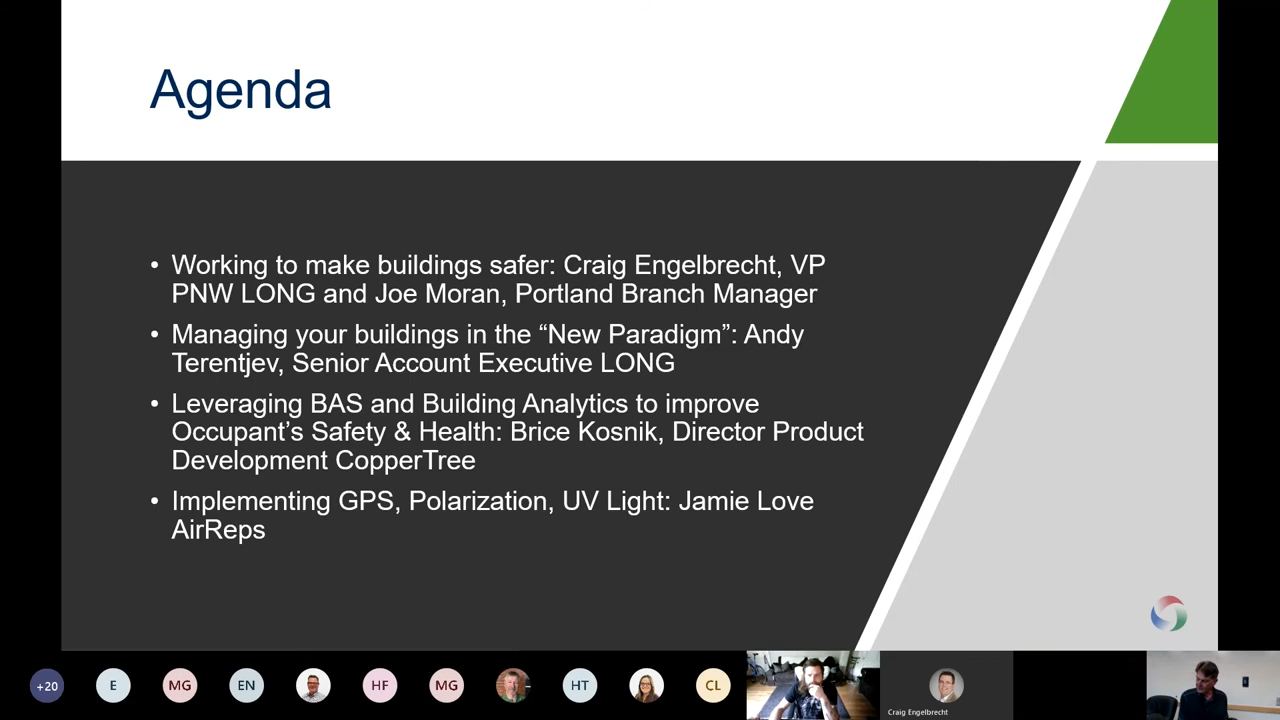 Agenda
• Working to make buildings safer: Craig Engelbrecht, VP
PNW LONG and Joe Moran, Portland Branch Manager
• Managing your buildings in the “New Paradigm”: Andy
Terentjev, Senior Account Executive LONG
• Leveraging BAS and Building Analytics to improve
Occupant’s Safety & Health: Brice Kosnik, Director Product
Development CopperTree
• Implementing GPS, Polarization, UV Light: Jamie Love
AirReps
+20 E MG EN HF MG HT CL
Craig Engelbrecht